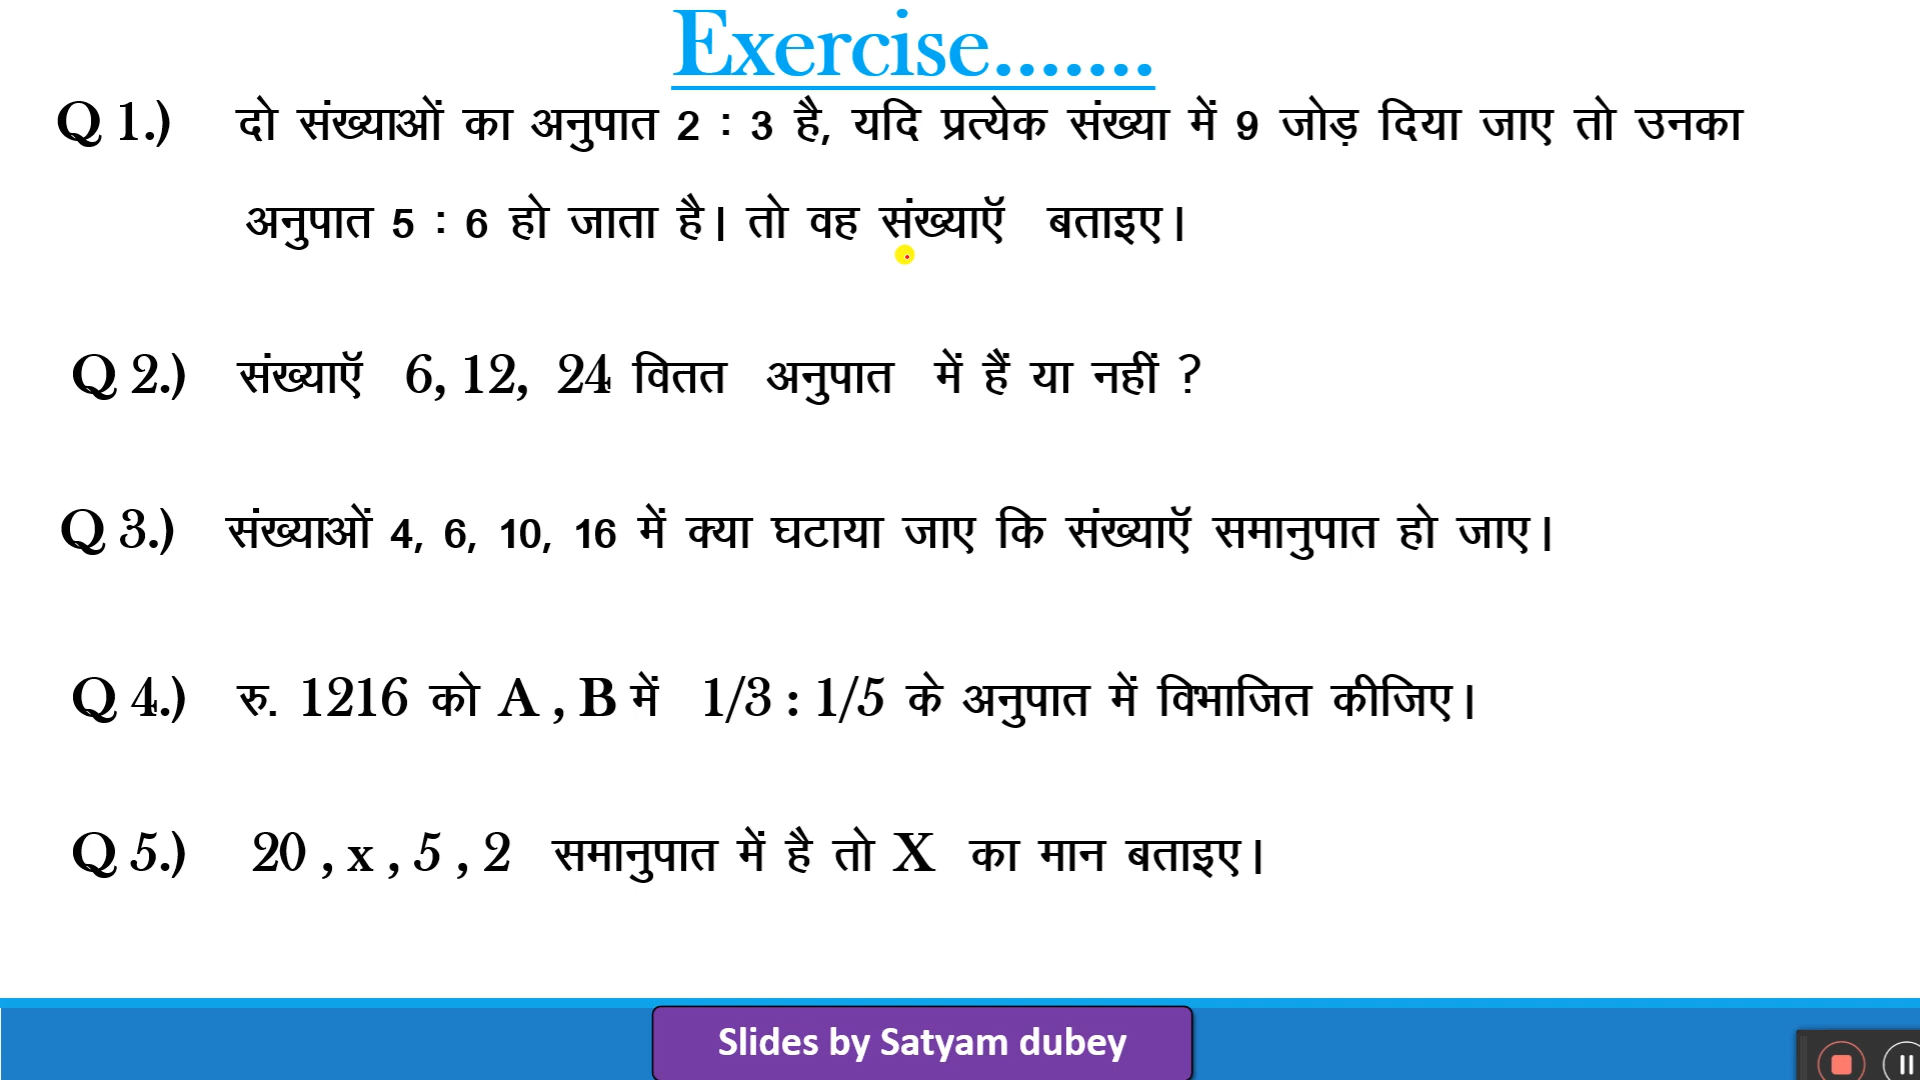 Exercise.......
Q 1.) दो संख्याओं का अनुपात 2 : 3 है, यदि प्रत्येक संख्या में 9 जोड़ दिया जाए तो उनका
अनुपात 5 : 6 हो जाता है। तो वह संख्याऍ बताइए।
Q 2.) संख्याऍ 6, 12, 24 वितत अनुपात में हैं या नहीं ?
Q 3.) संख्याओं 4, 6, 10, 16 में क्या घटाया जाए कि संख्याऍ समानुपात हो जाए।
Q 4.) रु. 1216 को A , B में 1/3 : 1/5 के अनुपात में विभाजित कीजिए।
Q 5.) 20 , x , 5 , 2 समानुपात में है तो X का मान बताइए।
Slides by Satyam dubey